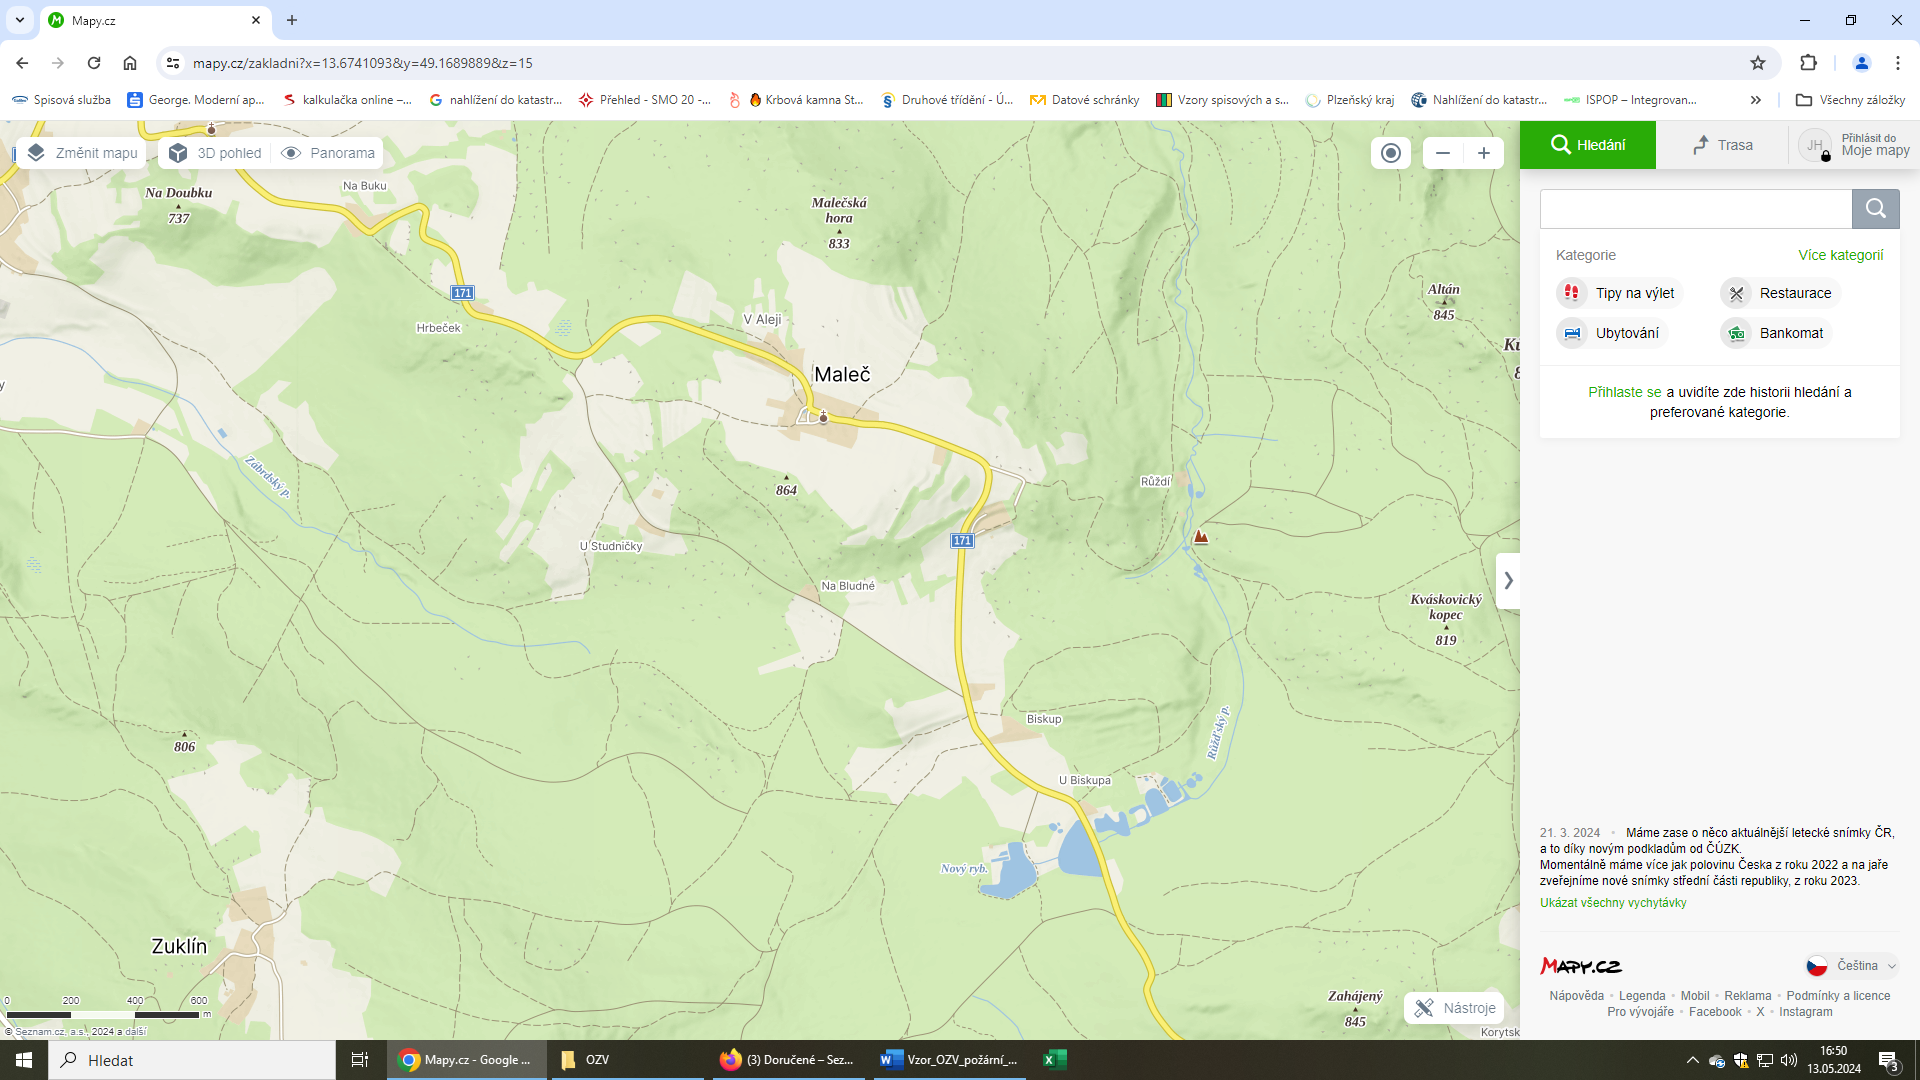 Mapy.cz
mapy.cz/zakladni?x=13.6741093&y=49.1689889&z=15
Spisová služba
George. Moderní ap...
kalkulačka online –...
nahlížení do katastr...
Přehled - SMO 20 -...
Krbová kamna St...
Druhové třídění - Ú...
Datové schránky
Vzory spisových a s...
Plzeňský kraj
Nahlížení do katastr...
ISPOP – Integrovan...
Všechny záložky
Změnit mapu
3D pohled
Panorama
Hledání
Trasa
JH
Přihlásit do
Moje mapy
Na Doubku
737
Na Buku
171
Hrbeček
Malečská
hora
833
V Aleji
Maleč
Altán
845
864
Zábrdský p.
U Studničky
Růždí
171
Na Bludné
Kváskovický
kopec
819
Biskup
Růžďský p.
U Biskupa
806
Nový ryb.
Zuklín
Zahájený
845
Korytsk
Nástroje
0 200 400 600
m
© Seznam.cz, a.s., 2024 a další
Kategorie
Více kategorií
Tipy na výlet
Restaurace
Ubytování
Bankomat
Přihlaste se a uvidíte zde historii hledání a
preferované kategorie.
21. 3. 2024 • Máme zase o něco aktuálnější letecké snímky ČR,
a to díky novým podkladům od ČÚZK.
Momentálně máme více jak polovinu Česka z roku 2022 a na jaře
zveřejníme nové snímky střední části republiky, z roku 2023.
Ukázat všechny vychytávky
Mapy.cz
Čeština
Nápověda • Legenda • Mobil • Reklama • Podmínky a licence
Pro vývojáře • Facebook • X • Instagram
Hledat
Mapy.cz - Google ...
OZV
(3) Doručené – Sez...
Vzor_OZV_požární_...
16:50
13.05.2024
3